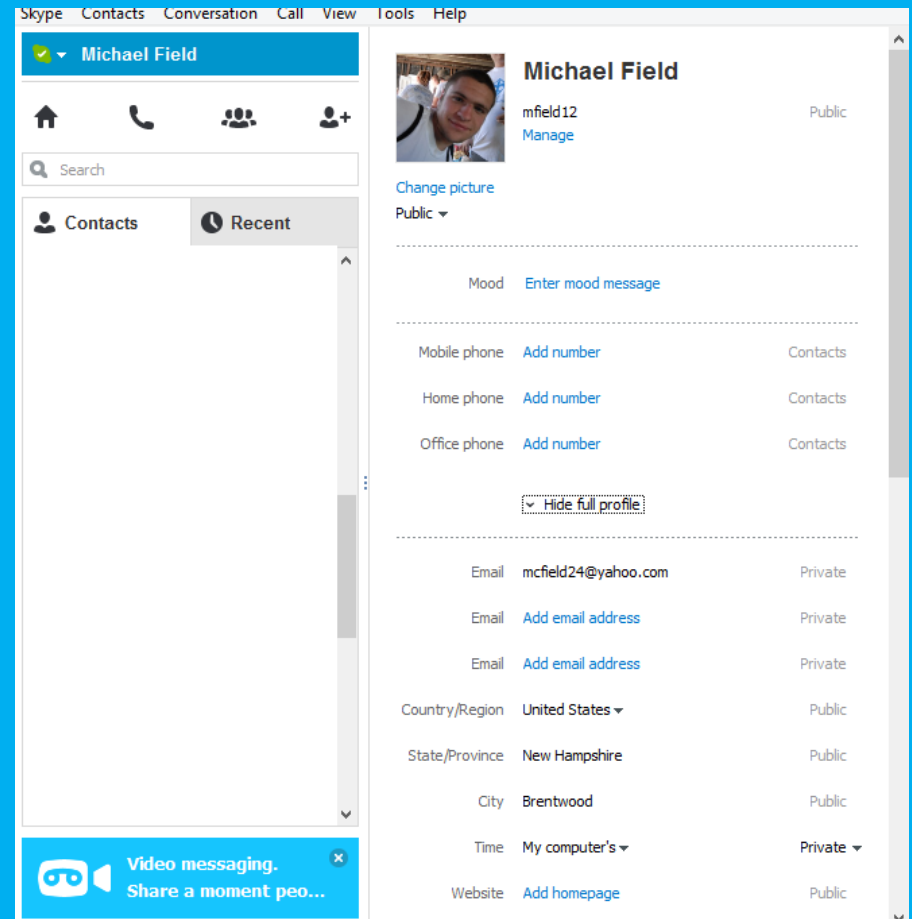 Skype Contacts Conversation Call View Tools Help
Michael Field
Search
Contacts Recent
Video messaging.
Share a moment peo...
Michael Field
mfield12 Public
Manage
Change picture
Public
Mood Enter mood message
Mobile phone Add number Contacts
Home phone Add number Contacts
Office phone Add number Contacts
Hide full profile
Email mcfield24@yahoo.com Private
Email Add email address Private
Email Add email address Private
Country/Region United States Public
State/Province New Hampshire Public
City Brentwood Public
Time My computer's Private
Website Add homepage Public